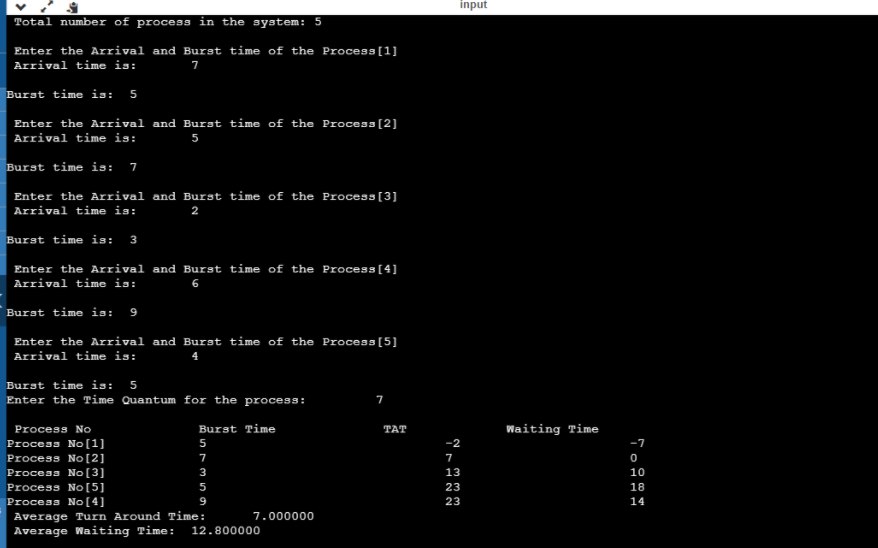 input
Total number of process in the system: 5
Enter the Arrival and Burst time of the Process[1]
Arrival time is: 7
Burst time is: 5
Enter the Arrival and Burst time of the Process[2]
Arrival time is: 5
Burst time is: 7
Enter the Arrival and Burst time of the Process[3]
Arrival time is: 2
Burst time is: 3
Enter the Arrival and Burst time of the Process[4]
Arrival time is: 6
Burst time is: 9
Enter the Arrival and Burst time of the Process[5]
Arrival time is: 4
Burst time is: 5
Enter the Time Quantum for the process: 7
Process No Burst Time TAT Waiting Time
Process No[1] 5 -2 -7
Process No[2] 7 7 0
Process No[3] 3 13 10
Process No[5] 5 23 18
Process No[4] 9 23 14
Average Turn Around Time: 7.000000
Average Waiting Time: 12.800000